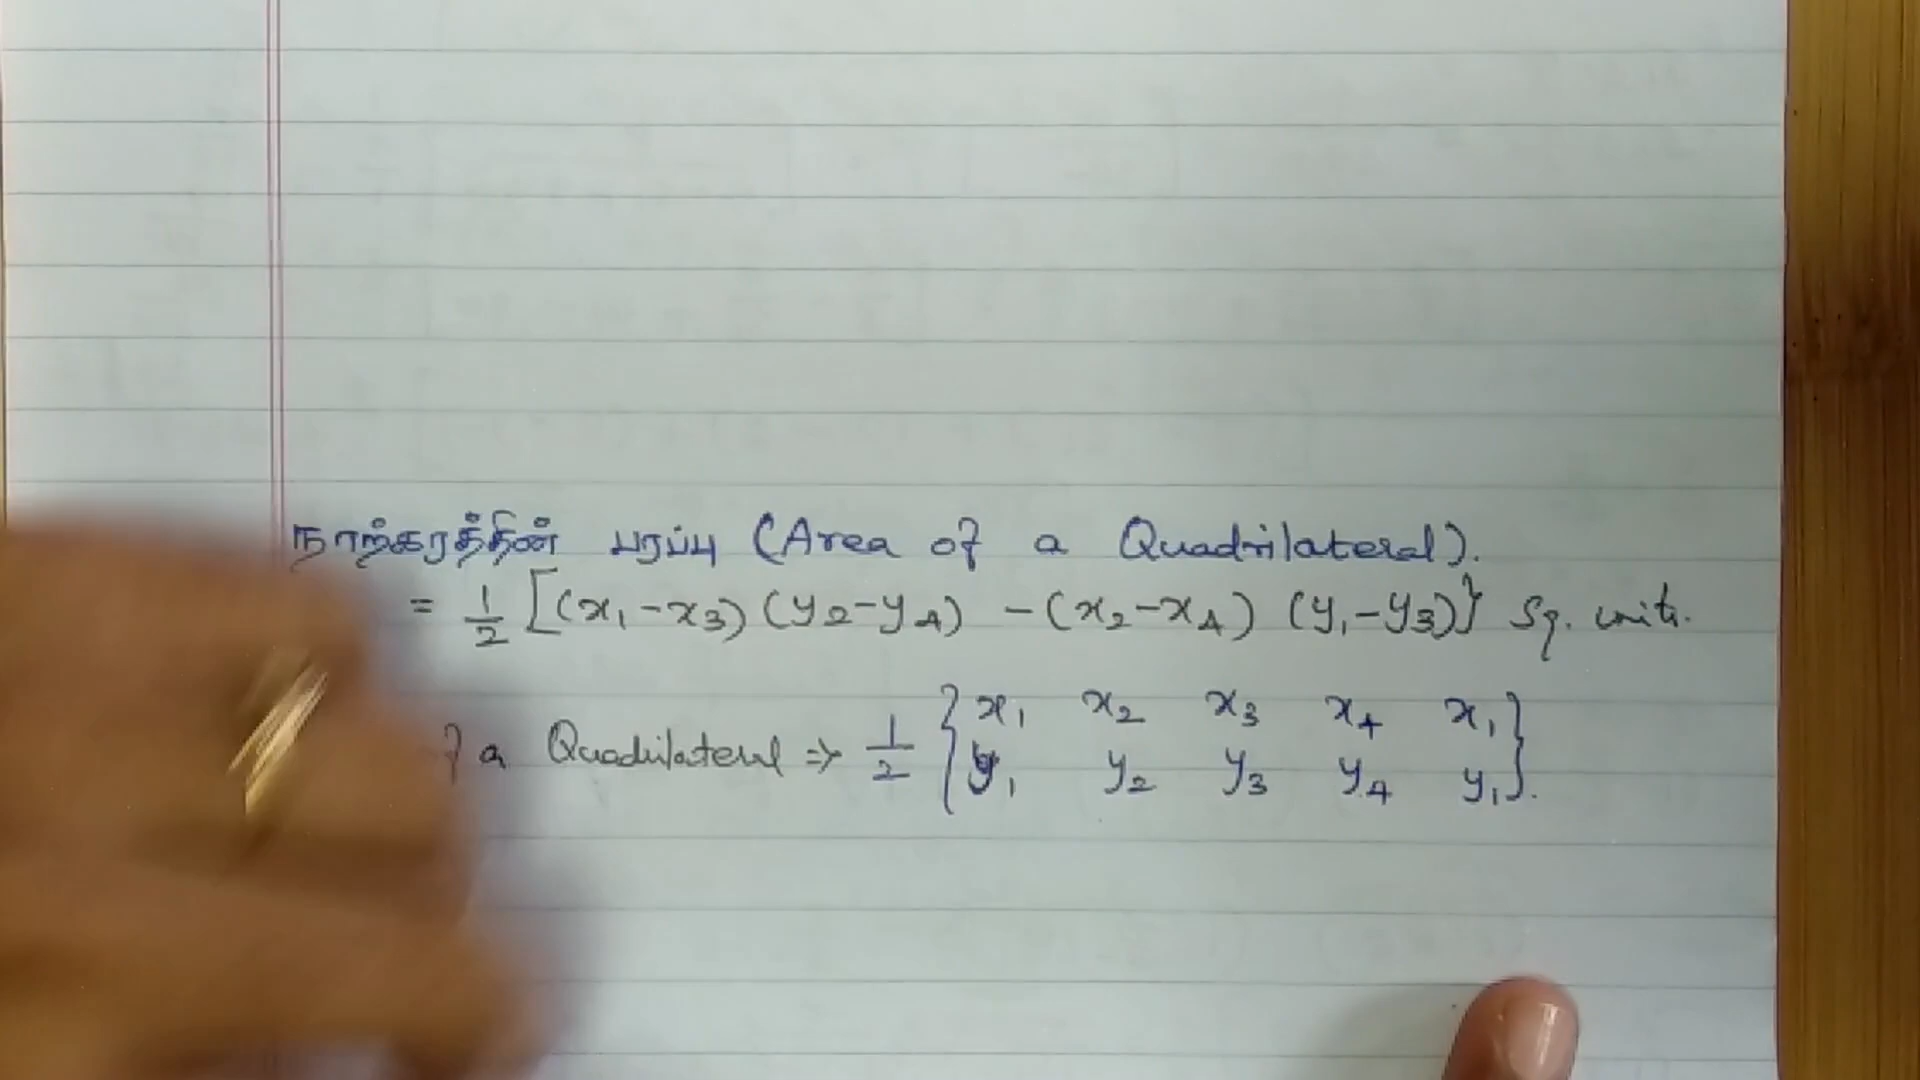 நாற்கரத்தின் பரப்பு (Area of a Quadrilateral).
= 1/2 [(x₁-x₃) (y₂-y₄) - (x₂-x₄) (y₁-y₃)} Sq. units.
a Quadrilateral ⇒ 1/2 { x₁ x₂ x₃ x₄ x₁ }
y₁ y₂ y₃ y₄ y₁